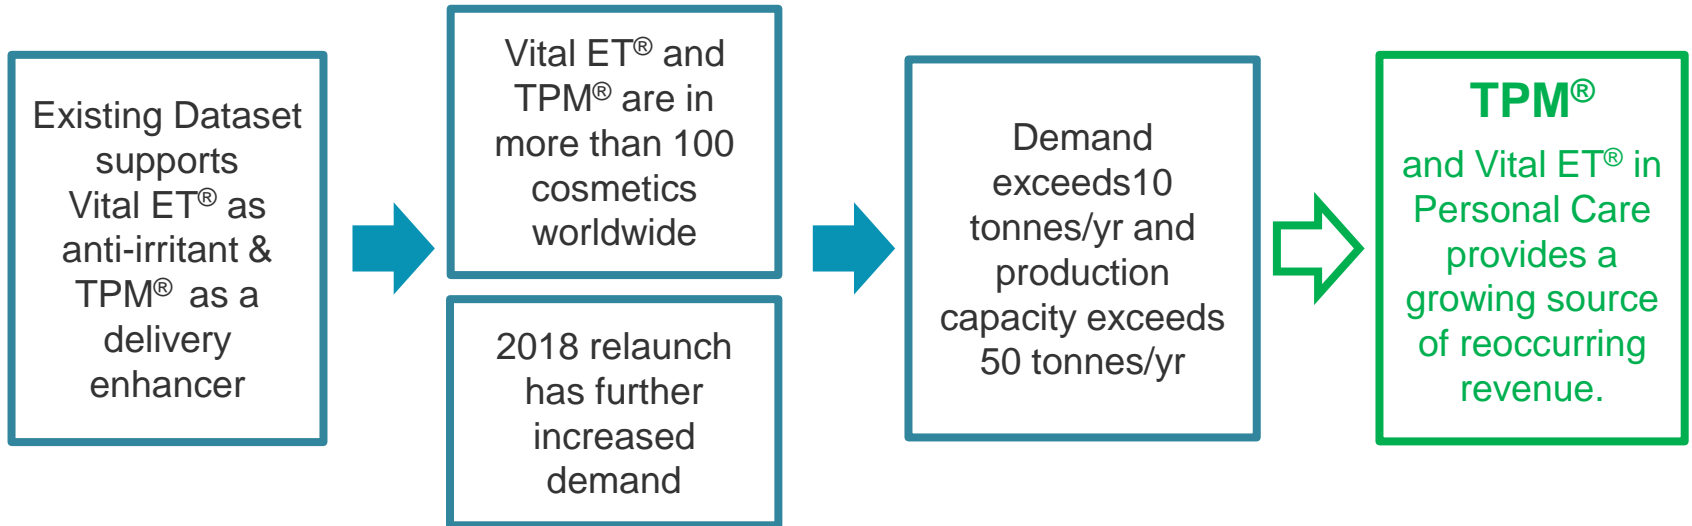 Existing Dataset
supports
Vital ET® as
anti-irritant &
TPM® as a
delivery
enhancer
Vital ET® and
TPM® are in
more than 100
cosmetics
worldwide
2018 relaunch
has further
increased
demand
Demand
exceeds10
tonnes/yr and
production
capacity exceeds
50 tonnes/yr
TPM®
and Vital ET® in
Personal Care
provides a
growing source
of reoccurring
revenue.